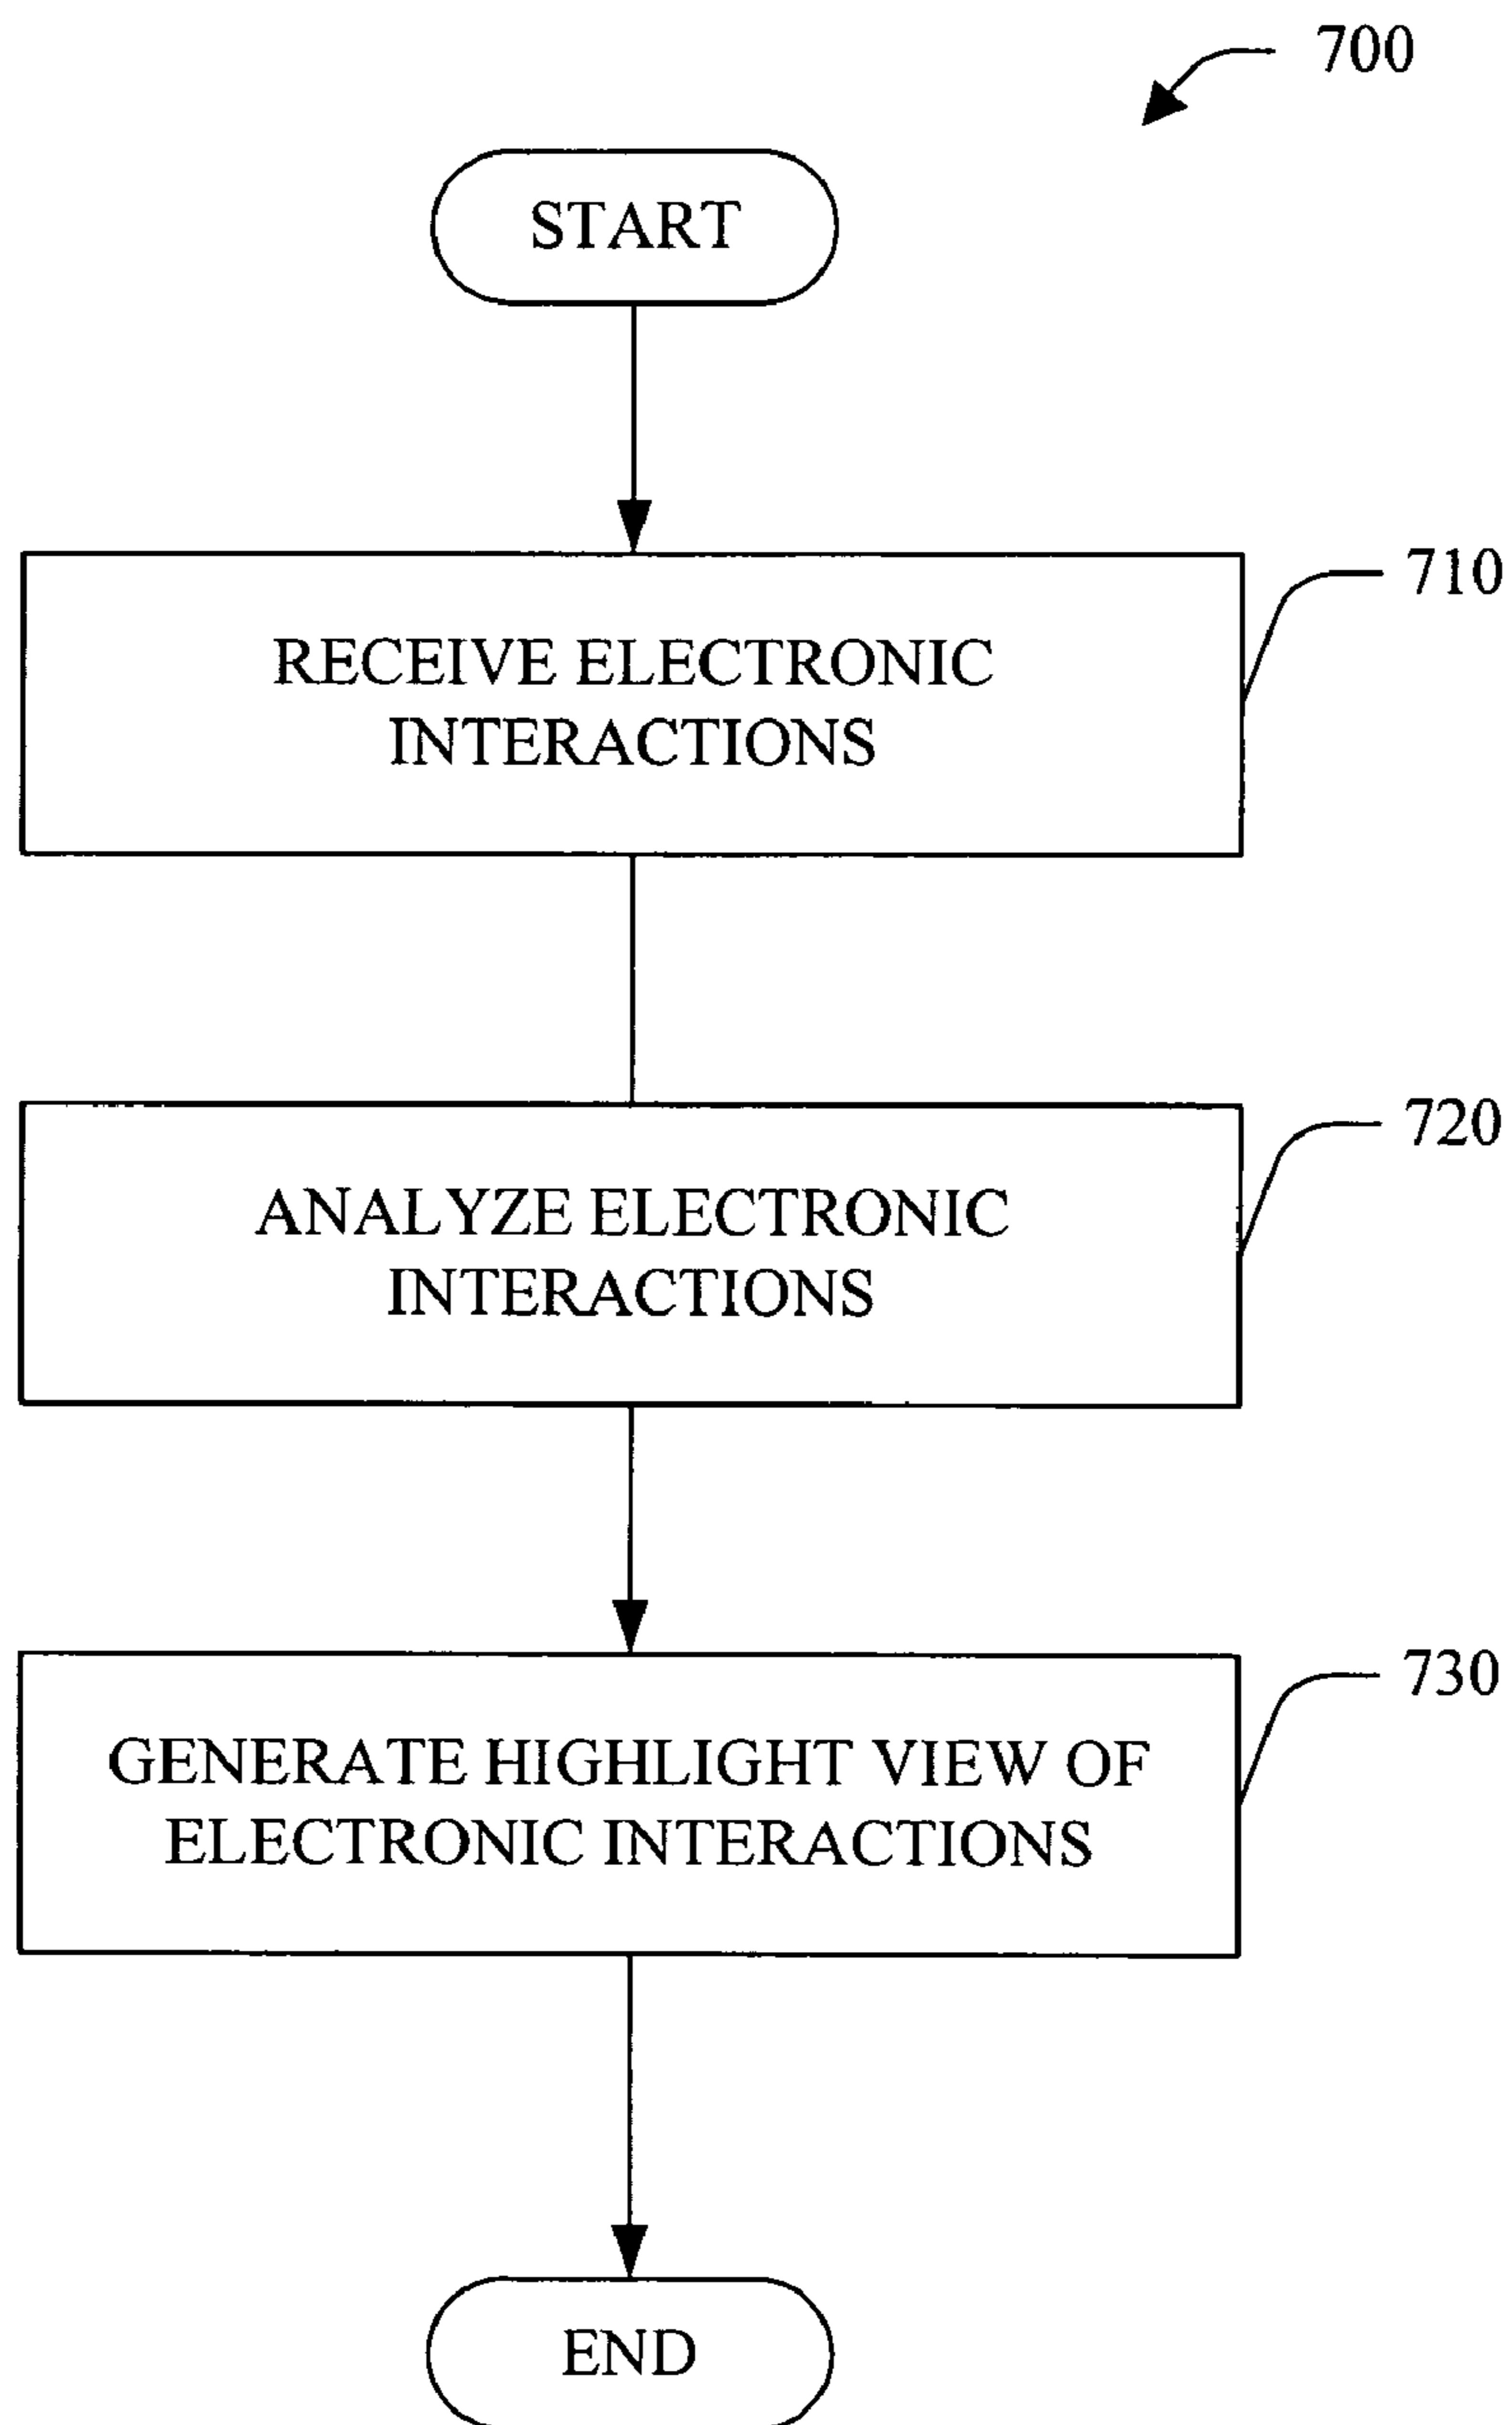 700
START
710
RECEIVE ELECTRONIC
INTERACTIONS
720
ANALYZE ELECTRONIC
INTERACTIONS
730
GENERATE HIGHLIGHT VIEW OF
ELECTRONIC INTERACTIONS
END